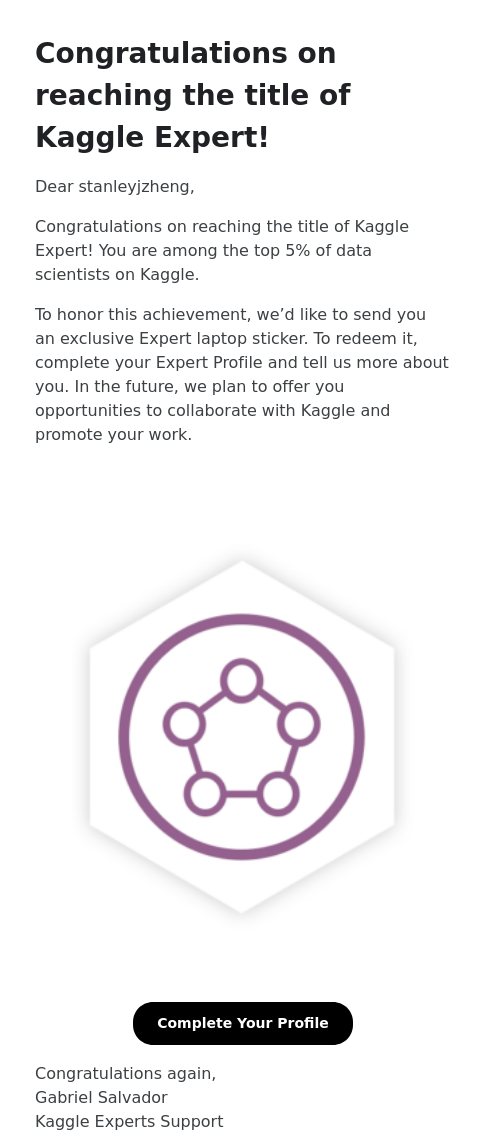 Congratulations on
reaching the title of
Kaggle Expert!
Dear stanleyjzheng,
Congratulations on reaching the title of Kaggle
Expert! You are among the top 5% of data
scientists on Kaggle.
To honor this achievement, we’d like to send you
an exclusive Expert laptop sticker. To redeem it,
complete your Expert Profile and tell us more about
you. In the future, we plan to offer you
opportunities to collaborate with Kaggle and
promote your work.
Complete Your Profile
Congratulations again,
Gabriel Salvador
Kaggle Experts Support